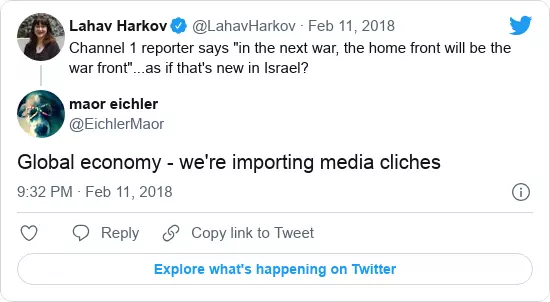 Lahav Harkov @LahavHarkov · Feb 11, 2018
Channel 1 reporter says "in the next war, the home front will be the
war front"...as if that's new in Israel?
maor eichler
@EichlerMaor
Global economy - we're importing media cliches
9:32 PM · Feb 11, 2018
Reply Copy link to Tweet
Explore what's happening on Twitter